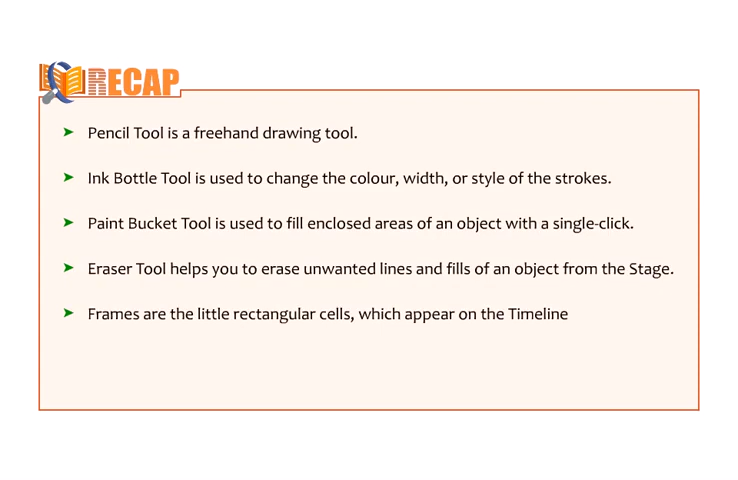 RECAP
➤ Pencil Tool is a freehand drawing tool.
➤ Ink Bottle Tool is used to change the colour, width, or style of the strokes.
➤ Paint Bucket Tool is used to fill enclosed areas of an object with a single-click.
➤ Eraser Tool helps you to erase unwanted lines and fills of an object from the Stage.
➤ Frames are the little rectangular cells, which appear on the Timeline